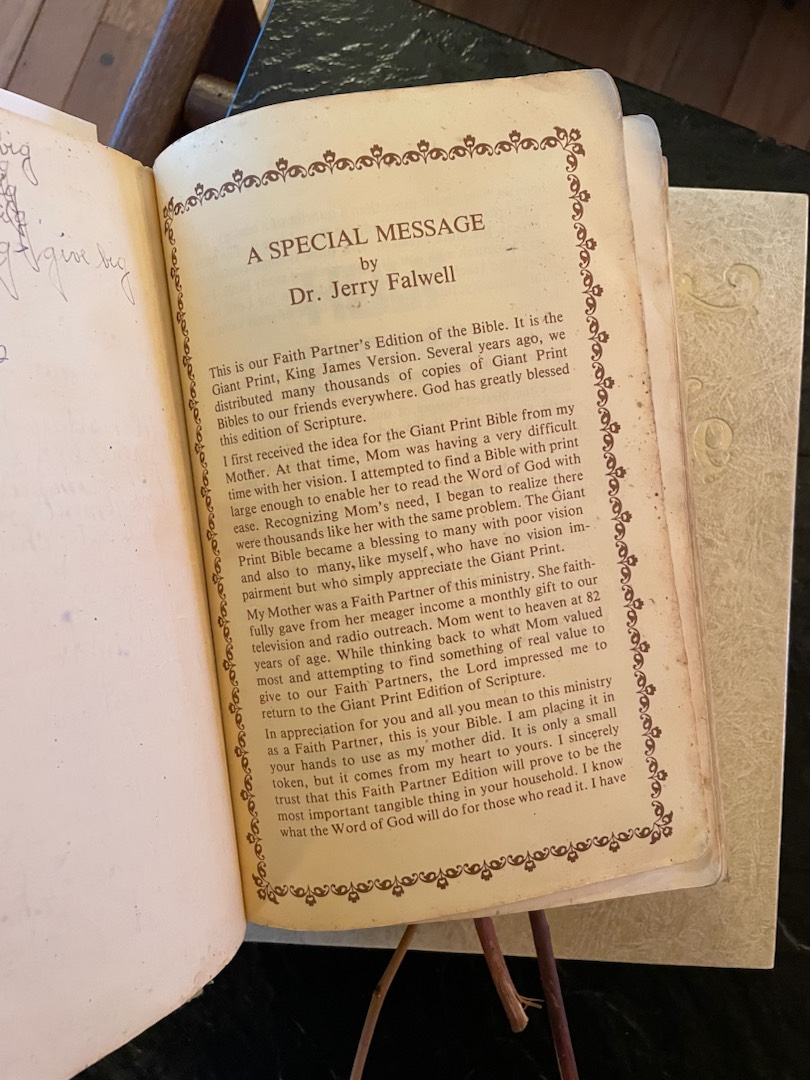 big
give big
A SPECIAL MESSAGE
by
Dr. Jerry Falwell
This is our Faith Partner's Edition of the Bible. It is the
Giant Print, King James Version. Several years ago, we
distributed many thousands of copies of Giant Print
Bibles to our friends everywhere. God has greatly blessed
this edition of Scripture.
I first received the idea for the Giant Print Bible from my
Mother. At that time, Mom was having a very difficult
time with her vision. I attempted to find a Bible with print
large enough to enable her to read the Word of God with
ease. Recognizing Mom's need, I began to realize there
were thousands like her with the same problem. The Giant
Print Bible became a blessing to many with poor vision
and also to many, like myself, who have no vision im-
pairment but who simply appreciate the Giant Print.
My Mother was a Faith Partner of this ministry. She faith-
fully gave from her meager income a monthly gift to our
television and radio outreach. Mom went to heaven at 82
years of age. While thinking back to what Mom valued
most and attempting to find something of real value to
give to our Faith Partners, the Lord impressed me to
return to the Giant Print Edition of Scripture.
In appreciation for you and all you mean to this ministry
as a Faith Partner, this is your Bible. I am placing it in
your hands to use as my mother did. It is only a small
token, but it comes from my heart to yours. I sincerely
trust that this Faith Partner Edition will prove to be the
most important tangible thing in your household. I know
what the Word of God will do for those who read it. I have